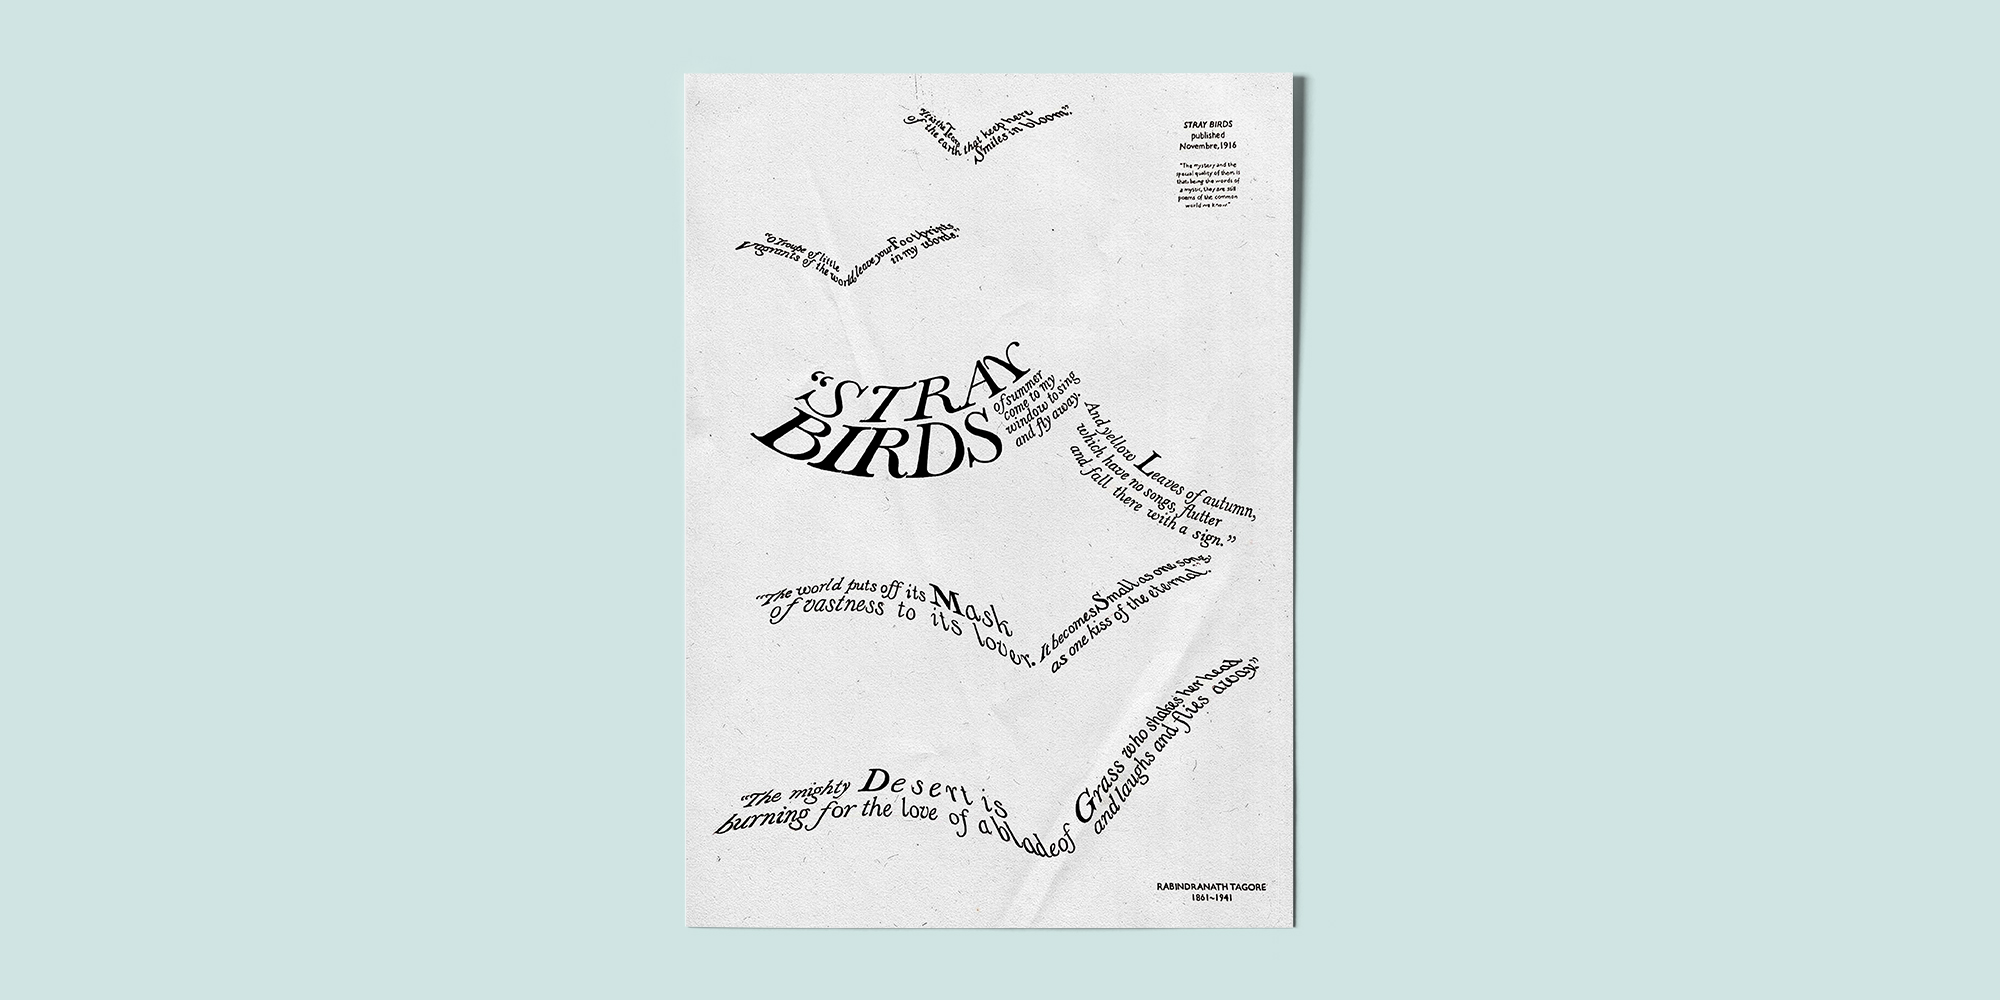 "It is the Tears
of the earth that keep here
Smiles in bloom."
STRAY BIRDS
published
Novembre, 1916
"The mystery and the
special quality of them is
that being the words of
a mystic, they are still
poems of the common
world we know"
"O Troupe of little
Vagrants of the world, leave your Footprints
in my words."
"STRAY
BIRDS
of summer
come to my
window to sing
and fly away.
And yellow Leaves of autumn,
which have no songs, flutter
and fall there with a sign."
"The world puts off its Mask
of vastness to its lover.
It becomes Small as one song,
as one kiss of the eternal."
"The mighty Desert is
burning for the love of a blade of
Grass who shakes her head
and laughs and flies away."
RABINDRANATH TAGORE
1861~1941